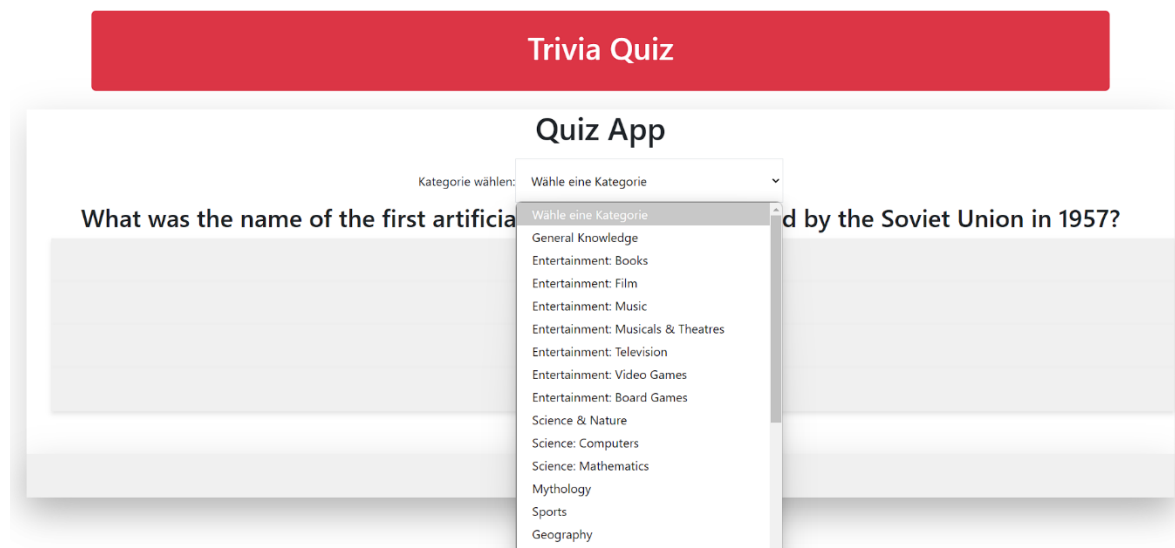 Trivia Quiz
Quiz App
Kategorie wählen: Wähle eine Kategorie
What was the name of the first artificia d by the Soviet Union in 1957?
Wähle eine Kategorie
General Knowledge
Entertainment: Books
Entertainment: Film
Entertainment: Music
Entertainment: Musicals & Theatres
Entertainment: Television
Entertainment: Video Games
Entertainment: Board Games
Science & Nature
Science: Computers
Science: Mathematics
Mythology
Sports
Geography